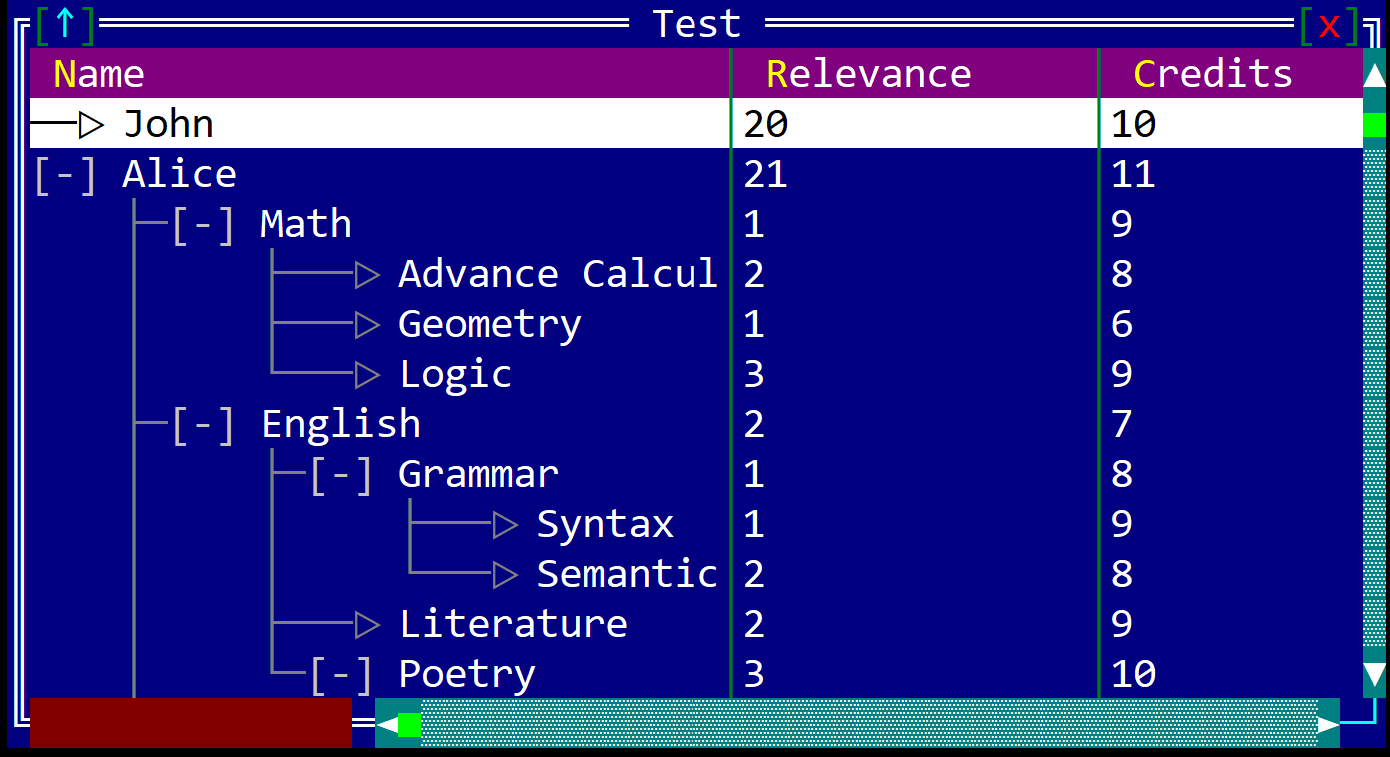 [↑] Test [x]
Name Relevance Credits
John 20 10
[-] Alice 21 11
[-] Math 1 9
Advance Calcul 2 8
Geometry 1 6
Logic 3 9
[-] English 2 7
[-] Grammar 1 8
Syntax 1 9
Semantic 2 8
Literature 2 9
[-] Poetry 3 10